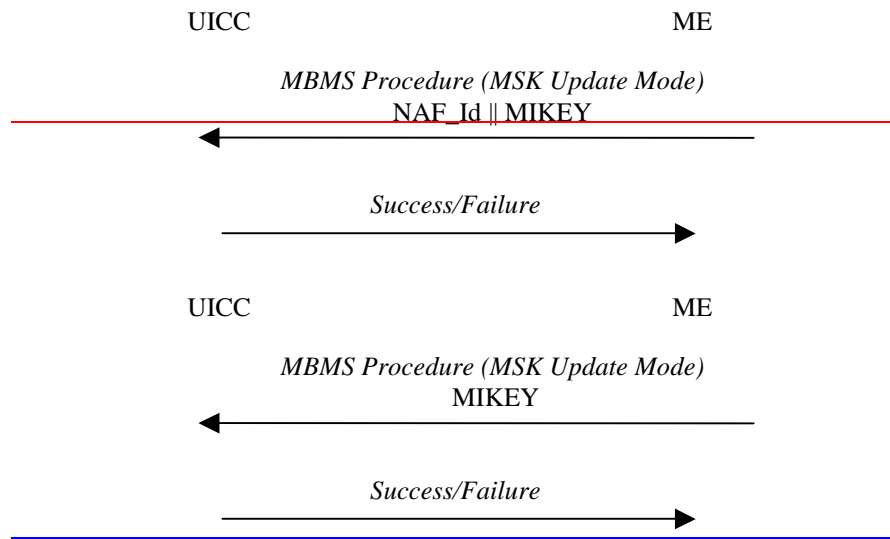 UICC ME
MBMS Procedure (MSK Update Mode)
NAF_Id || MIKEY
Success/Failure
UICC ME
MBMS Procedure (MSK Update Mode)
MIKEY
Success/Failure